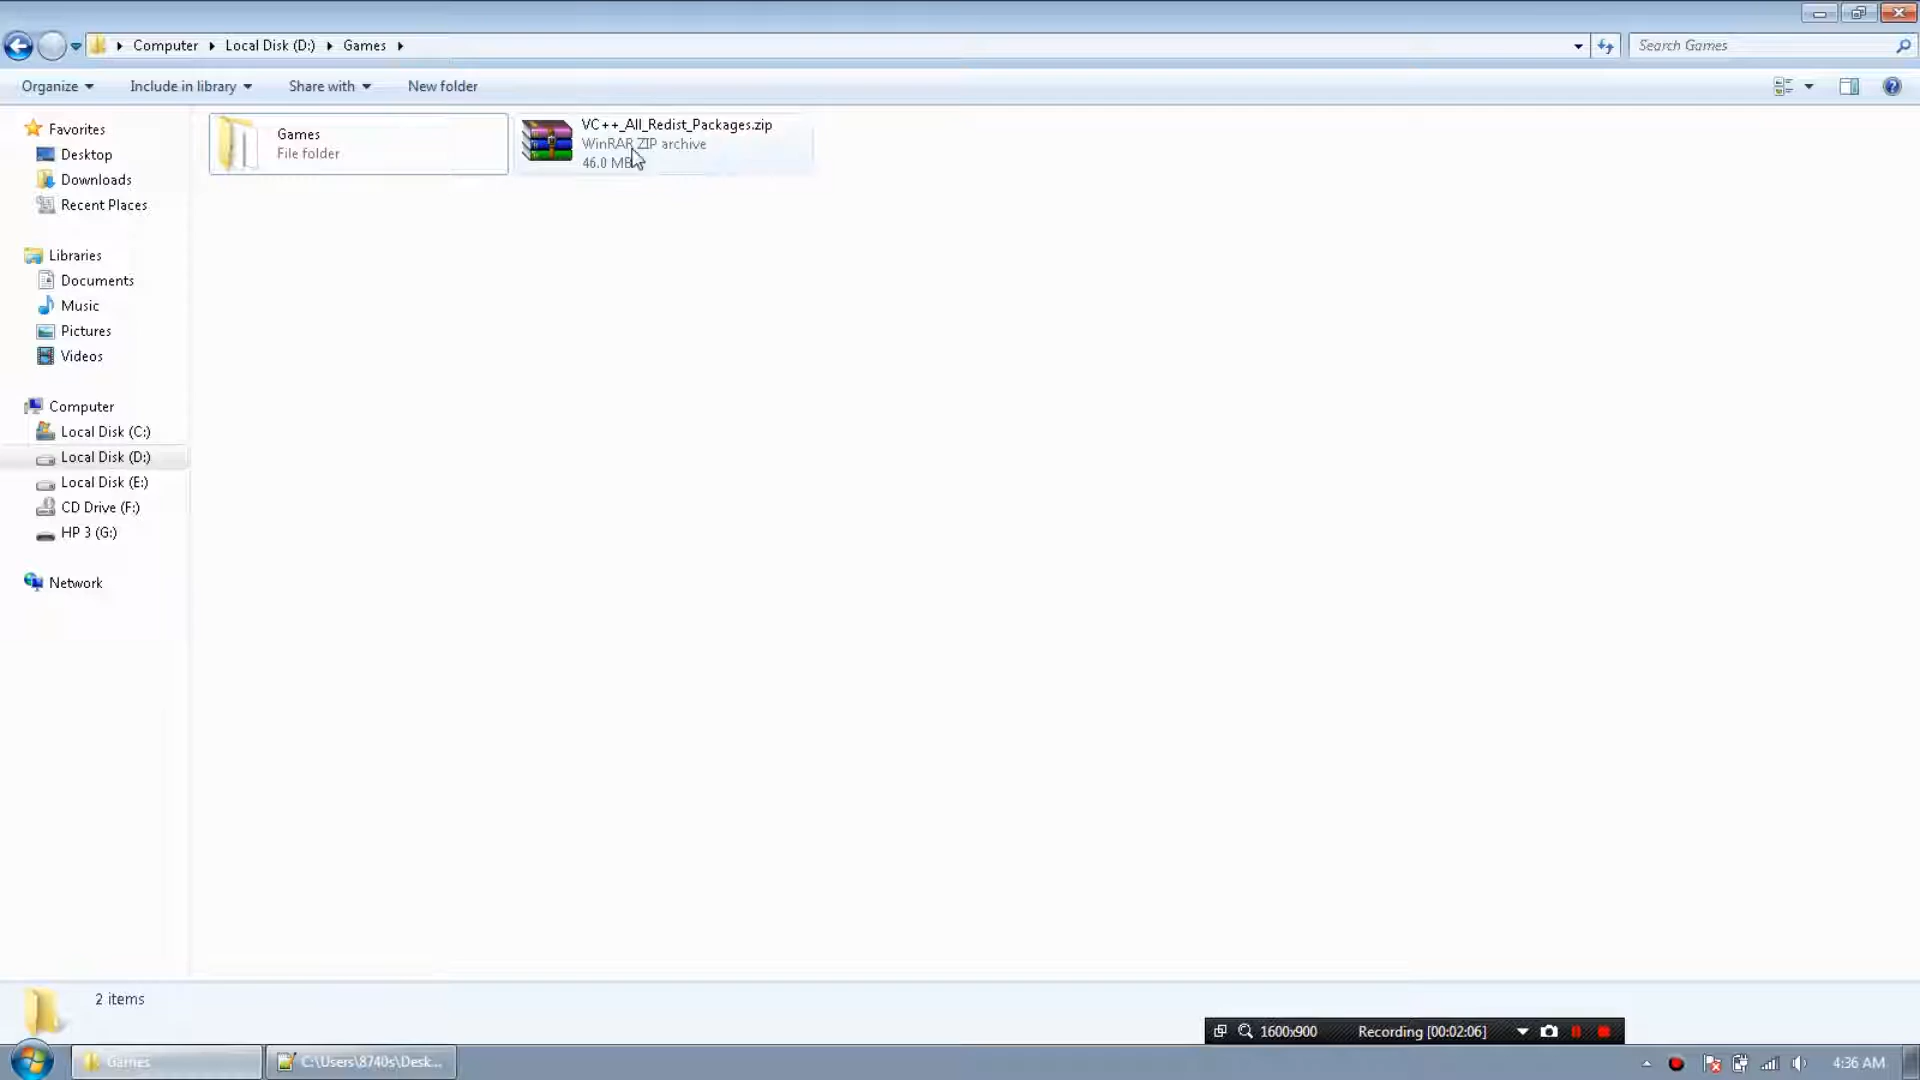 Computer Local Disk (D:) Games
Search Games
Organize Include in library Share with New folder
Favorites
Desktop
Downloads
Recent Places
Libraries
Documents
Music
Pictures
Videos
Computer
Local Disk (C:)
Local Disk (D:)
Local Disk (E:)
CD Drive (F:)
HP 3 (G:)
Network
Games
File folder
VC++_All_Redist_Packages.zip
WinRAR ZIP archive
46.0 MB
2 items
1600x900 Recording [00:02:06]
Games
C:\Users\8740s\Desk...
4:36 AM